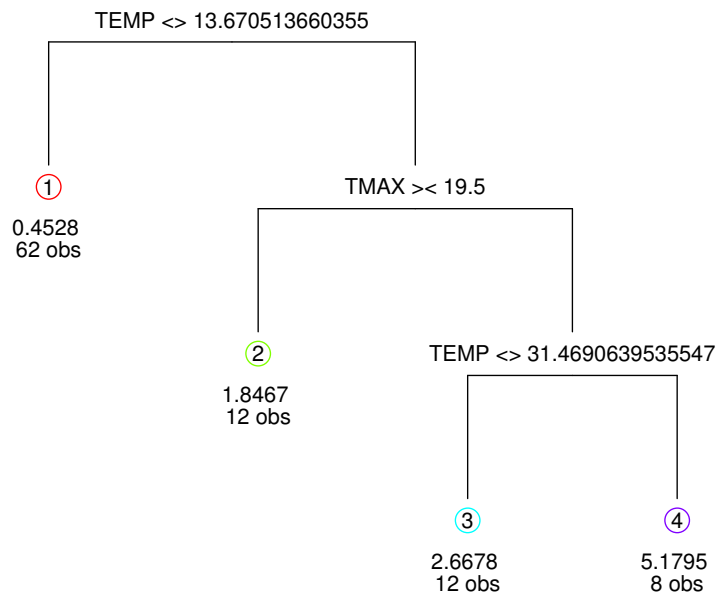 TEMP <> 13.670513660355
1
0.4528
62 obs
TMAX >< 19.5
2
1.8467
12 obs
TEMP <> 31.4690639535547
3
2.6678
12 obs
4
5.1795
8 obs